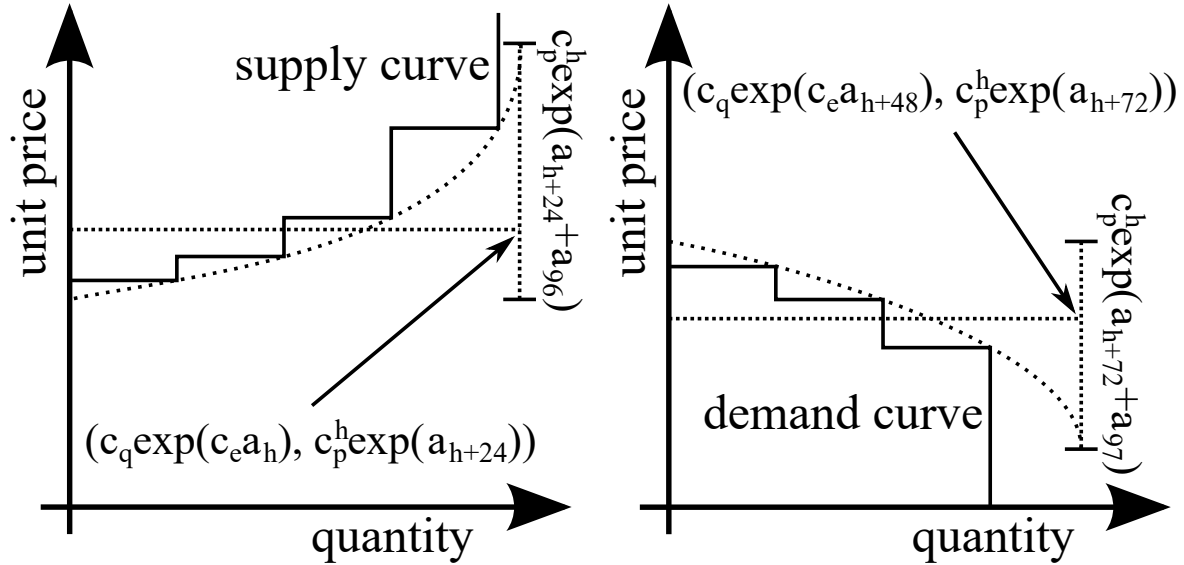 unit price
supply curve
c_p^h exp(a_{h+24}+a_{96})
(c_q exp(c_e a_h), c_p^h exp(a_{h+24}))
quantity
unit price
(c_q exp(c_e a_{h+48}), c_p^h exp(a_{h+72}))
c_p^h exp(a_{h+72}+a_{97})
demand curve
quantity